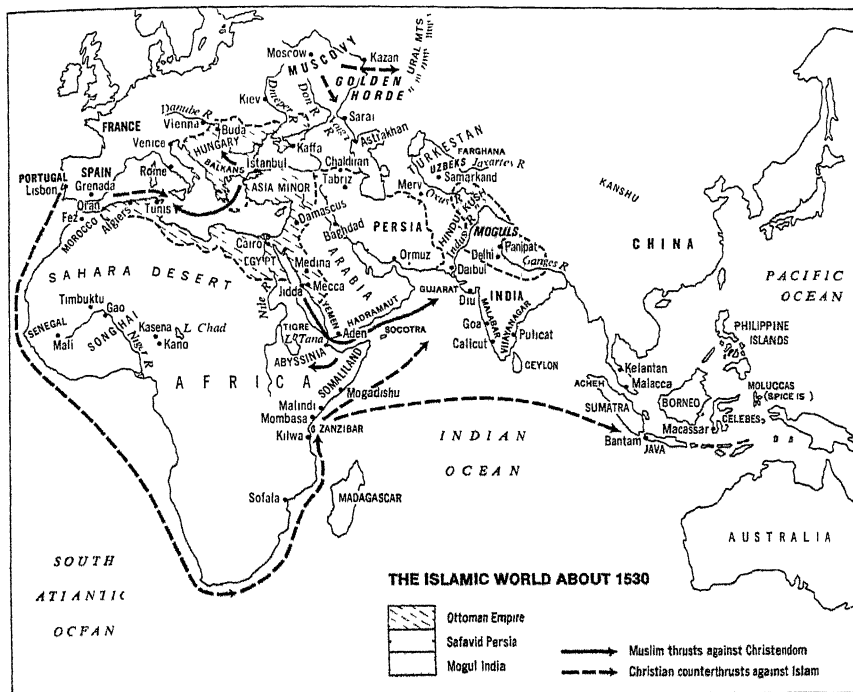 Moscow
MUSCOVY
Kazan
URAL MTS
GOLDEN
HORDE
Kiev
Dnieper R
Don R
Sarai
Astrakhan
FRANCE
Danube R
Vienna
Buda
HUNGARY
Venice
BALKANS
Kaffa
Istanbul
Chaldiran
TURKESTAN
FARGHANA
UZBEKS
Jaxartes R
Samarkand
KANSHU
PORTUGAL
Lisbon
SPAIN
Grenada
Rome
ASIA MINOR
Tabriz
Merv
Oxus R
HINDU KUSH
Oran
Fez
MOROCCO
Algiers
Tunis
Damascus
Baghdad
PERSIA
Indus R
MOGULS
Delhi
Panipat
Ganges R
CHINA
Cairo
EGYPT
Medina
ARABIA
Ormuz
Daibul
SAHARA DESERT
Nile R
Jidda
Mecca
YEMEN
HADRAMAUT
GUJARAT
Diu
INDIA
PACIFIC
OCEAN
Timbuktu
Gao
SENEGAL
Mali
SONGHAI
Kasena
Kano
L Chad
Niger R
TIGRE
L Tana
Aden
SOCOTRA
ABYSSINIA
SOMALILAND
Goa
MALABAR
VIJAYANAGAR
Calicut
Pulicat
CEYLON
PHILIPPINE
ISLANDS
AFRICA
Mogadishu
Malindi
Mombasa
Kilwa
ZANZIBAR
Kelantan
Malacca
ACHEH
SUMATRA
BORNEO
MOLUCCAS
(SPICE IS)
CELEBES
Macassar
Bantam
JAVA
INDIAN
OCEAN
Sofala
MADAGASCAR
AUSTRALIA
SOUTH
ATLANTIC
OCEAN
THE ISLAMIC WORLD ABOUT 1530
Ottoman Empire
Safavid Persia
Mogul India
Muslim thrusts against Christendom
Christian counterthrusts against Islam